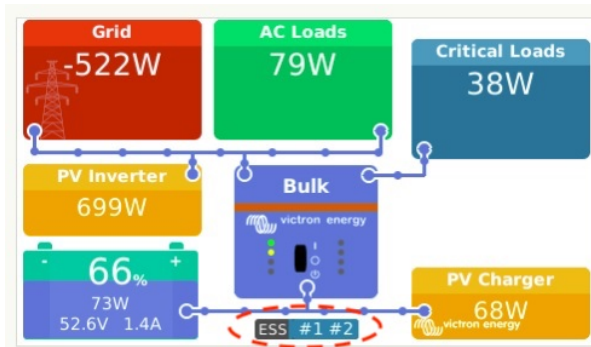 Grid
-522W
AC Loads
79W
Critical Loads
38W
PV Inverter
699W
Bulk
victron energy
- +
66%
73W
52.6V 1.4A
ESS #1 #2
PV Charger
68W
victron energy